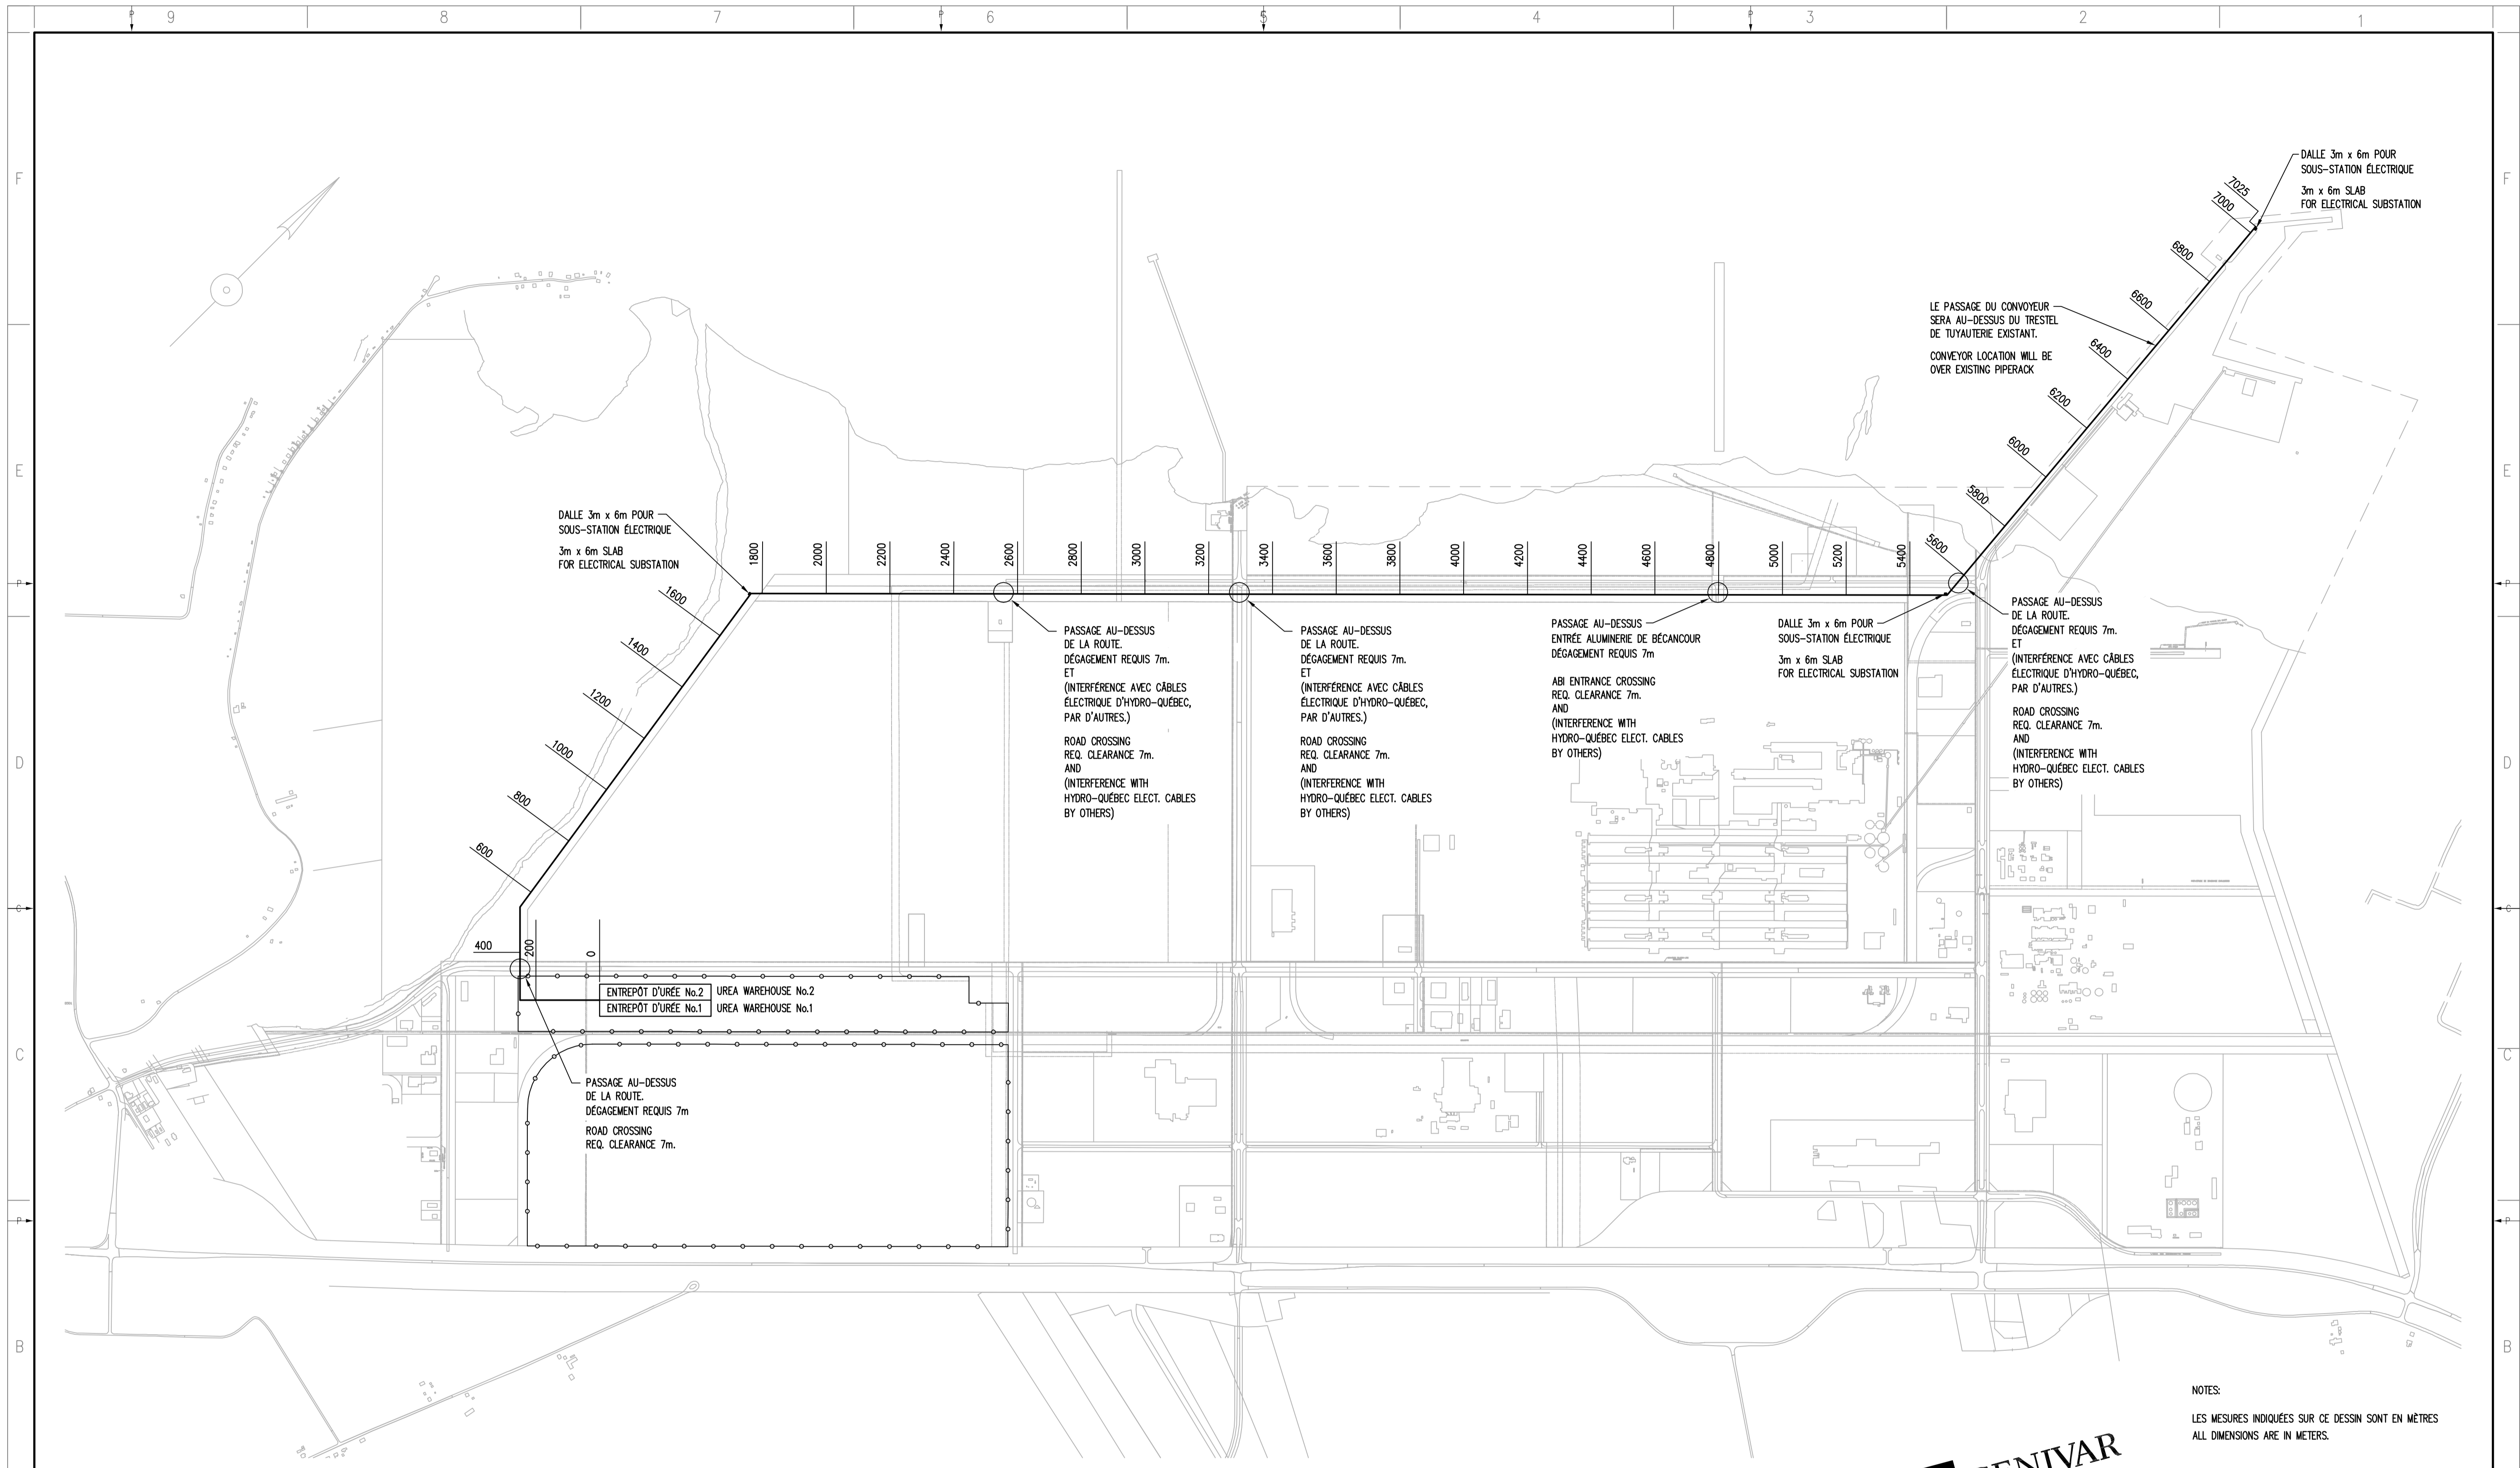 9 8 7 6 5 4 3 2 1
F
F
DALLE 3m x 6m POUR
SOUS-STATION ÉLECTRIQUE
3m x 6m SLAB
FOR ELECTRICAL SUBSTATION
7025
7000
6800
6600
6400
6200
6000
5800
5600
LE PASSAGE DU CONVOYEUR
SERA AU-DESSUS DU TRESTEL
DE TUYAUTERIE EXISTANT.
CONVEYOR LOCATION WILL BE
OVER EXISTING PIPERACK
E
E
DALLE 3m x 6m POUR
SOUS-STATION ÉLECTRIQUE
3m x 6m SLAB
FOR ELECTRICAL SUBSTATION
1800 2000 2200 2400 2600 2800 3000 3200 3400 3600 3800 4000 4200 4400 4600 4800 5000 5200 5400
1600
1400
1200
1000
800
600
PASSAGE AU-DESSUS
DE LA ROUTE.
DÉGAGEMENT REQUIS 7m.
ET
(INTERFÉRENCE AVEC CÂBLES
ÉLECTRIQUE D'HYDRO-QUÉBEC,
PAR D'AUTRES.)
ROAD CROSSING
REQ. CLEARANCE 7m.
AND
(INTERFERENCE WITH
HYDRO-QUÉBEC ELECT. CABLES
BY OTHERS)
PASSAGE AU-DESSUS
DE LA ROUTE.
DÉGAGEMENT REQUIS 7m.
ET
(INTERFÉRENCE AVEC CÂBLES
ÉLECTRIQUE D'HYDRO-QUÉBEC,
PAR D'AUTRES.)
ROAD CROSSING
REQ. CLEARANCE 7m.
AND
(INTERFERENCE WITH
HYDRO-QUÉBEC ELECT. CABLES
BY OTHERS)
PASSAGE AU-DESSUS
ENTRÉE ALUMINERIE DE BÉCANCOUR
DÉGAGEMENT REQUIS 7m
ABI ENTRANCE CROSSING
REQ. CLEARANCE 7m.
AND
(INTERFERENCE WITH
HYDRO-QUÉBEC ELECT. CABLES
BY OTHERS)
DALLE 3m x 6m POUR
SOUS-STATION ÉLECTRIQUE
3m x 6m SLAB
FOR ELECTRICAL SUBSTATION
PASSAGE AU-DESSUS
DE LA ROUTE.
DÉGAGEMENT REQUIS 7m.
ET
(INTERFÉRENCE AVEC CÂBLES
ÉLECTRIQUE D'HYDRO-QUÉBEC,
PAR D'AUTRES.)
ROAD CROSSING
REQ. CLEARANCE 7m.
AND
(INTERFERENCE WITH
HYDRO-QUÉBEC ELECT. CABLES
BY OTHERS)
D
D
400
200
0
ENTREPÔT D'URÉE No.2 UREA WAREHOUSE No.2
ENTREPÔT D'URÉE No.1 UREA WAREHOUSE No.1
C
C
PASSAGE AU-DESSUS
DE LA ROUTE.
DÉGAGEMENT REQUIS 7m
ROAD CROSSING
REQ. CLEARANCE 7m.
B
B
NOTES:
LES MESURES INDIQUÉES SUR CE DESSIN SONT EN MÈTRES
ALL DIMENSIONS ARE IN METERS.